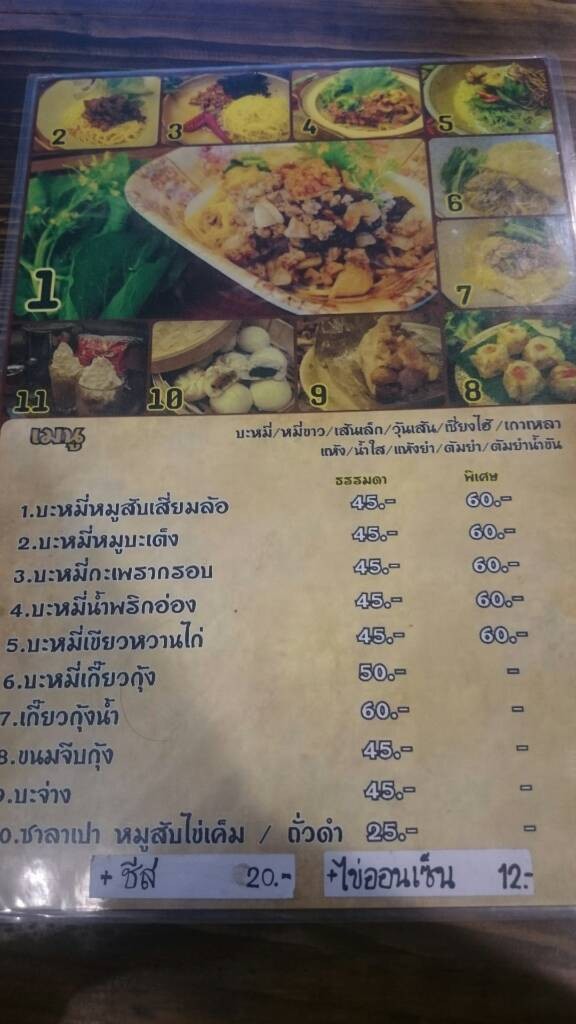 2
3
4
5
6
1
7
11
10
9
8
เมนู
บะหมี่/หมี่ขาว/เส้นเล็ก/วุ้นเส้น/เซี่ยงไฮ้/เกาเหลา
แห้ง/น้ำใส/แห้งยำ/ต้มยำ/ต้มยำน้ำข้น
ธรรมดา พิเศษ
1.บะหมี่หมูสับเสี่ยมล้อ 45.- 60.-
2.บะหมี่หมูบะเต็ง 45.- 60.-
3.บะหมี่กะเพรากรอบ 45.- 60.-
4.บะหมี่น้ำพริกอ่อง 45.- 60.-
5.บะหมี่เขียวหวานไก่ 45.- 60.-
6.บะหมี่เกี๊ยวกุ้ง 50.- -
7.เกี๊ยวกุ้งน้ำ 60.- -
8.ขนมจีบกุ้ง 45.- -
9.บะจ่าง 45.- -
0.ซาลาเปา หมูสับไข่เค็ม / ถั่วดำ 25.- -
+ ชีส 20.- +ไข่ออนเซ็น 12.-